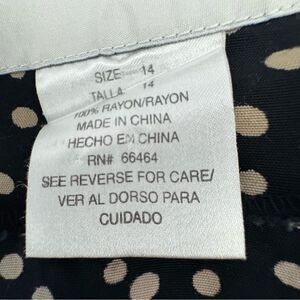 SIZE 14
TALLA 14
100% RAYON/RAYON
MADE IN CHINA
HECHO EN CHINA
RN# 66464
SEE REVERSE FOR CARE/
VER AL DORSO PARA
CUIDADO